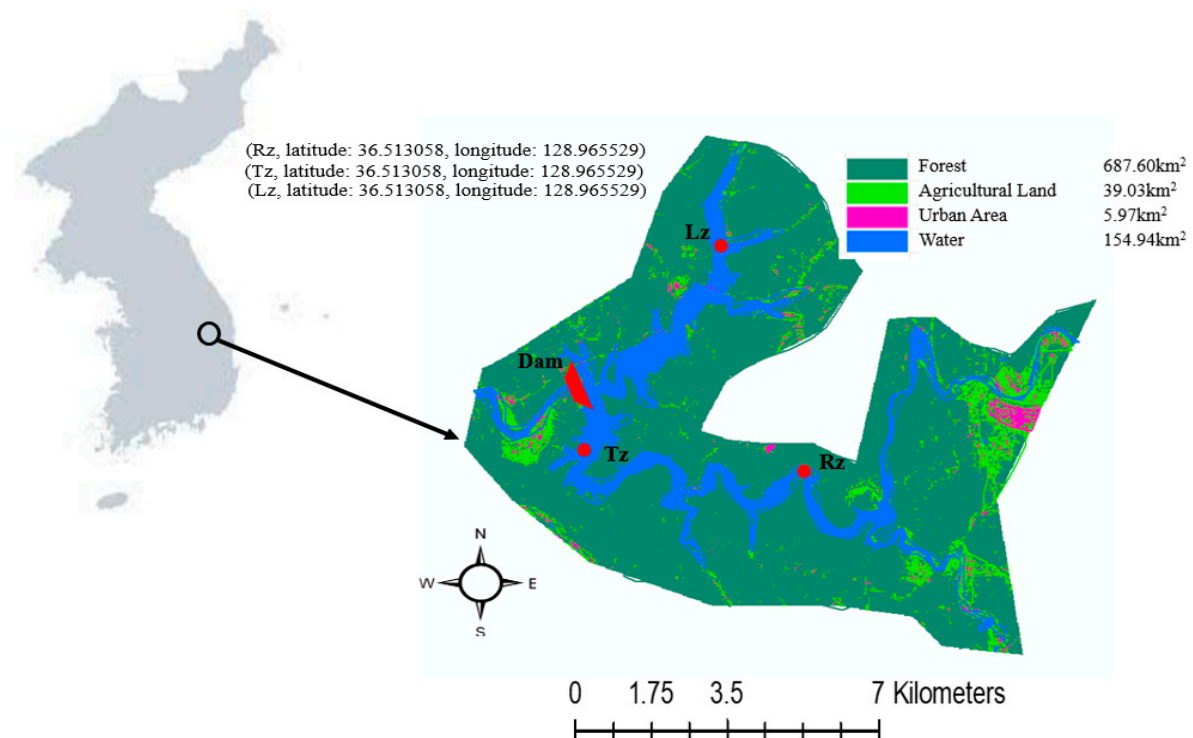 (Rz, latitude: 36.513058, longitude: 128.965529)
(Tz, latitude: 36.513058, longitude: 128.965529)
(Lz, latitude: 36.513058, longitude: 128.965529)
Forest 687.60km²
Agricultural Land 39.03km²
Urban Area 5.97km²
Water 154.94km²
Lz
Dam
Tz
Rz
N
W E
S
0 1.75 3.5 7 Kilometers